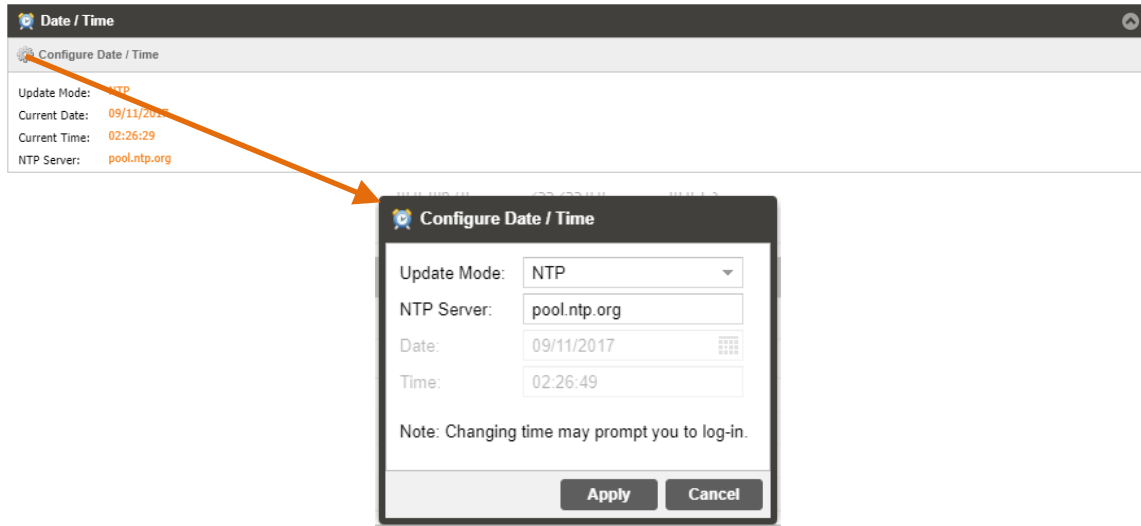 Date / Time
Configure Date / Time
Update Mode: NTP
Current Date: 09/11/2017
Current Time: 02:26:29
NTP Server: pool.ntp.org
Configure Date / Time
Update Mode: NTP
NTP Server: pool.ntp.org
Date: 09/11/2017
Time: 02:26:49
Note: Changing time may prompt you to log-in.
Apply Cancel